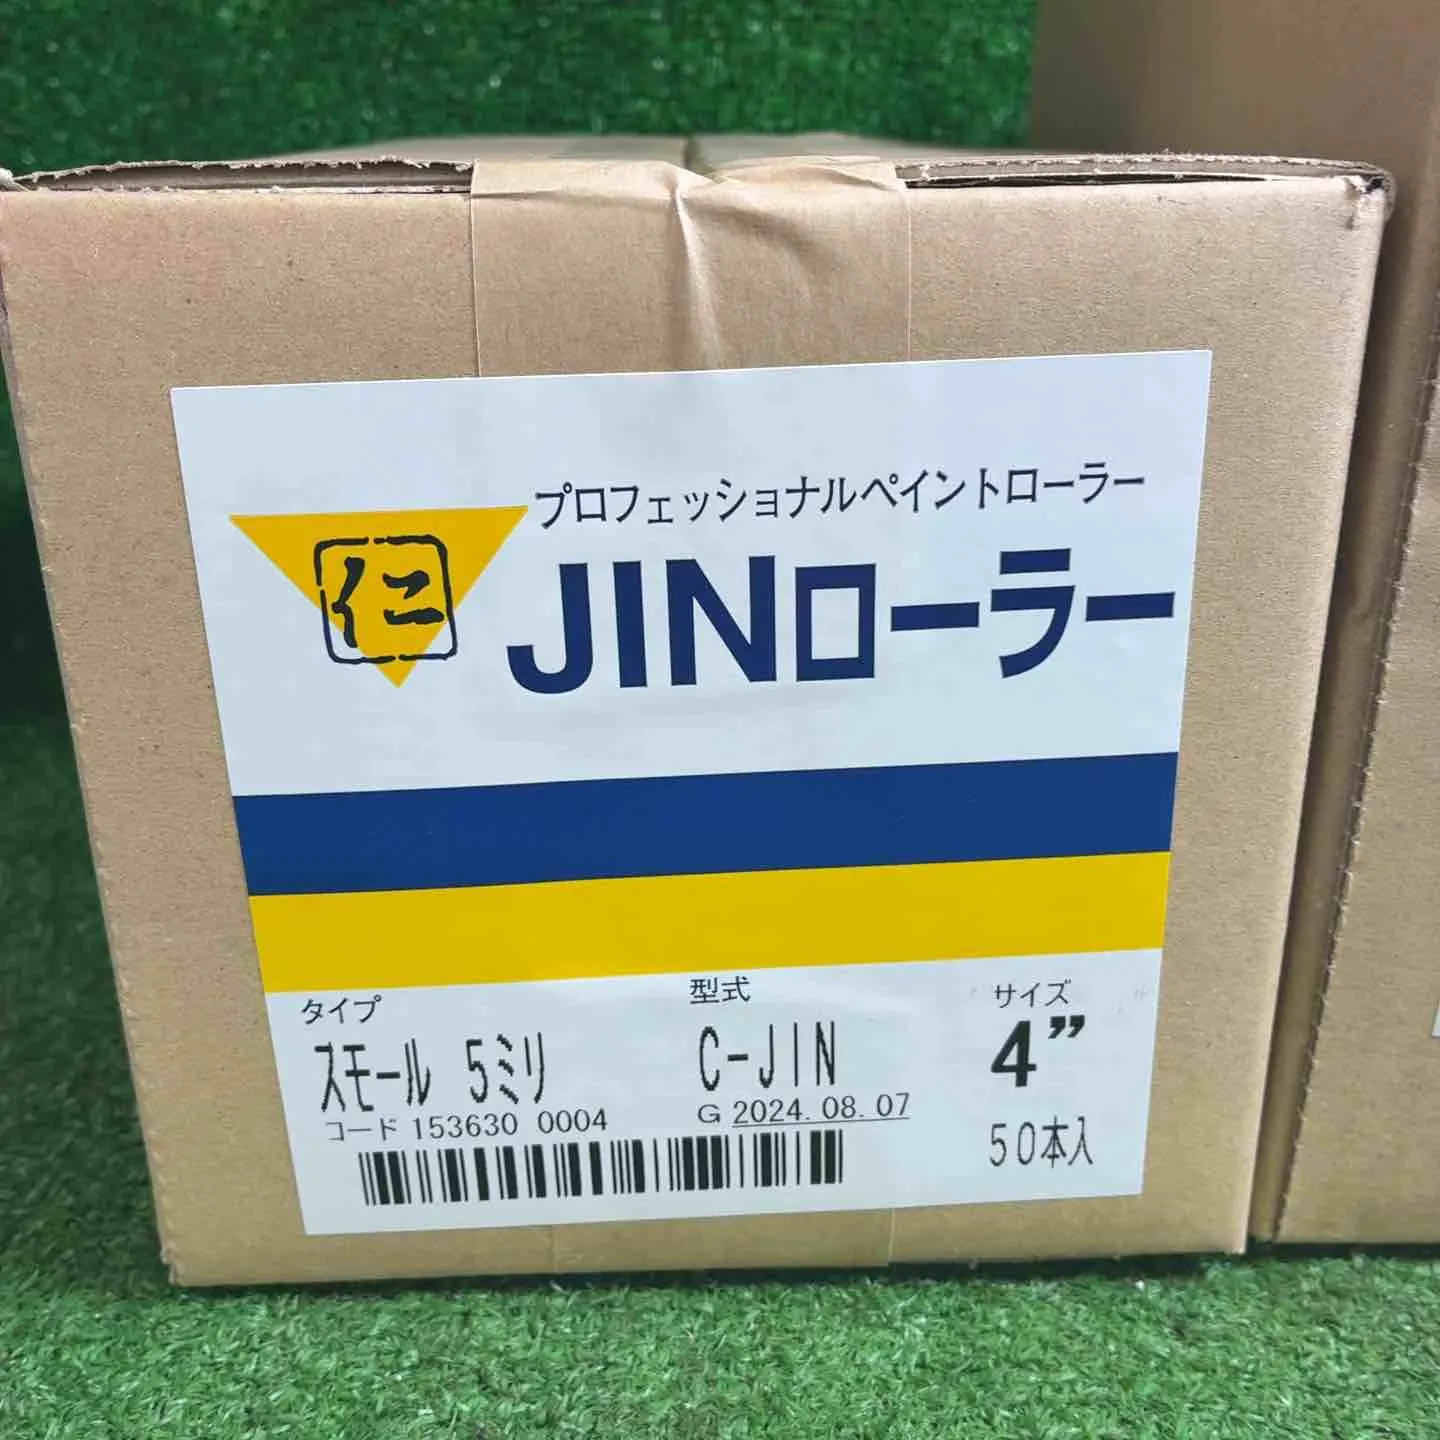 プロフェッショナルペイントローラー
仁
JINローラー
タイプ 型式 サイズ
スモール 5ミリ C-JIN 4”
コード 153630 0004 G 2024.08.07
50本入